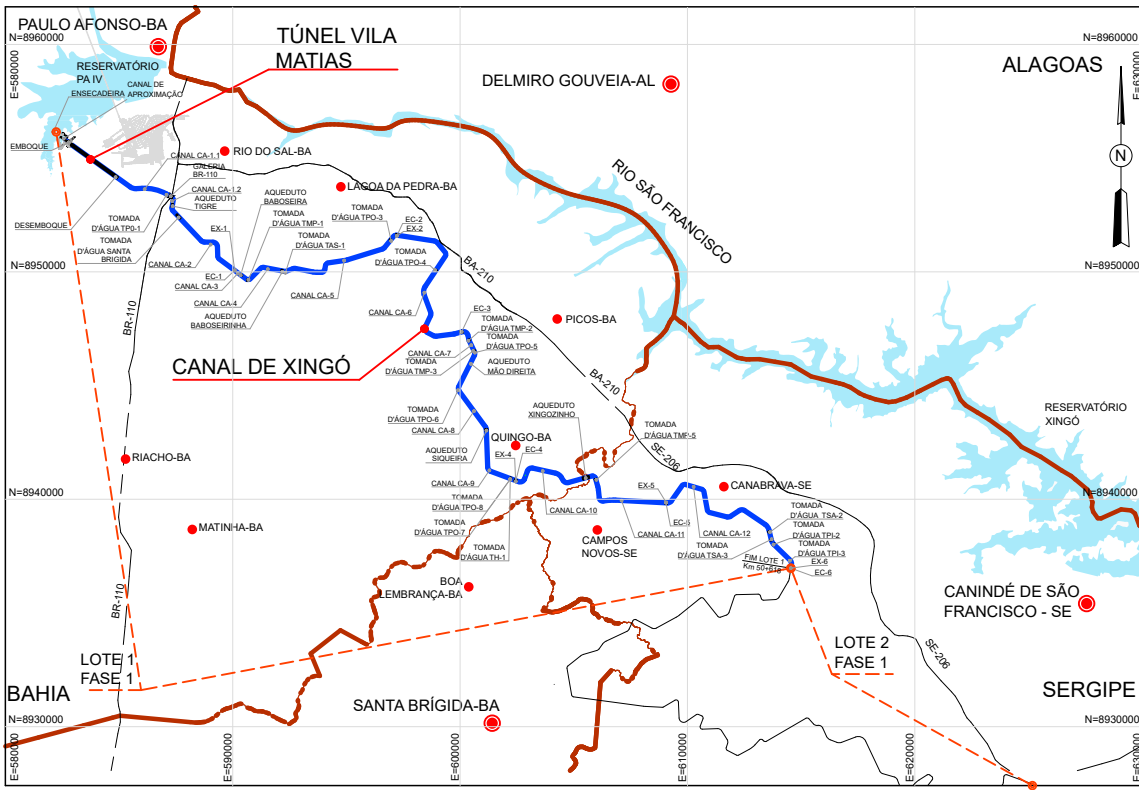 PAULO AFONSO-BA
N=8960000
E=580000
TÚNEL VILA
MATIAS
N=8960000
E=630000
ALAGOAS
RESERVATÓRIO
PA IV
ENSECADEIRA
CANAL DE
APROXIMAÇÃO
DELMIRO GOUVEIA-AL
N
EMBOQUE
RIO DO SAL-BA
CANAL CA-1.1
GALERIA
BR-110
LAGOA DA PEDRA-BA
RIO SÃO FRANCISCO
CANAL CA-1.2
AQUEDUTO
TIGRE
AQUEDUTO
BABOSEIRA
DESEMBOQUE
TOMADA
D'ÁGUA TPO-1
TOMADA
D'ÁGUA TMP-1
TOMADA
D'ÁGUA TPO-3
EC-2
EX-2
EX-1
TOMADA
D'ÁGUA SANTA
BRIGIDA
TOMADA
D'ÁGUA TAS-1
CANAL CA-2
TOMADA
D'ÁGUA TPO-4
BA-210
N=8950000
N=8950000
EC-1
CANAL CA-3
CANAL CA-4
CANAL CA-5
AQUEDUTO
BABOSEIRINHA
CANAL CA-6
BR-110
EC-3
TOMADA
D'ÁGUA TMP-2
TOMADA
D'ÁGUA TPO-5
PICOS-BA
CANAL CA-7
TOMADA
D'ÁGUA TMP-3
AQUEDUTO
MÃO DIREITA
CANAL DE XINGÓ
BA-210
TOMADA
D'ÁGUA TPO-6
CANAL CA-8
AQUEDUTO
XINGOZINHO
TOMADA
D'ÁGUA TMP-5
RESERVATÓRIO
XINGÓ
QUINGO-BA
EC-4
EX-4
AQUEDUTO
SIQUEIRA
SE-206
RIACHO-BA
CANAL CA-9
EX-5
CANABRAVA-SE
N=8940000
N=8940000
TOMADA
D'ÁGUA TPO-8
CANAL CA-10
TOMADA
D'ÁGUA TPO-7
EC-5
CANAL CA-11
CANAL CA-12
TOMADA
D'ÁGUA TSA-2
TOMADA
D'ÁGUA TPI-2
TOMADA
D'ÁGUA TPI-3
MATINHA-BA
TOMADA
D'ÁGUA TH-1
CAMPOS
NOVOS-SE
TOMADA
D'ÁGUA TSA-3
FIM LOTE 1
EX-6
EC-6
BR-110
BOA
LEMBRANÇA-BA
CANINDÉ DE SÃO
FRANCISCO - SE
LOTE 1
FASE 1
LOTE 2
FASE 1
SE-206
BAHIA
SERGIPE
SANTA BRÍGIDA-BA
N=8930000
N=8930000
E=580000
E=590000
E=600000
E=610000
E=620000
E=630000